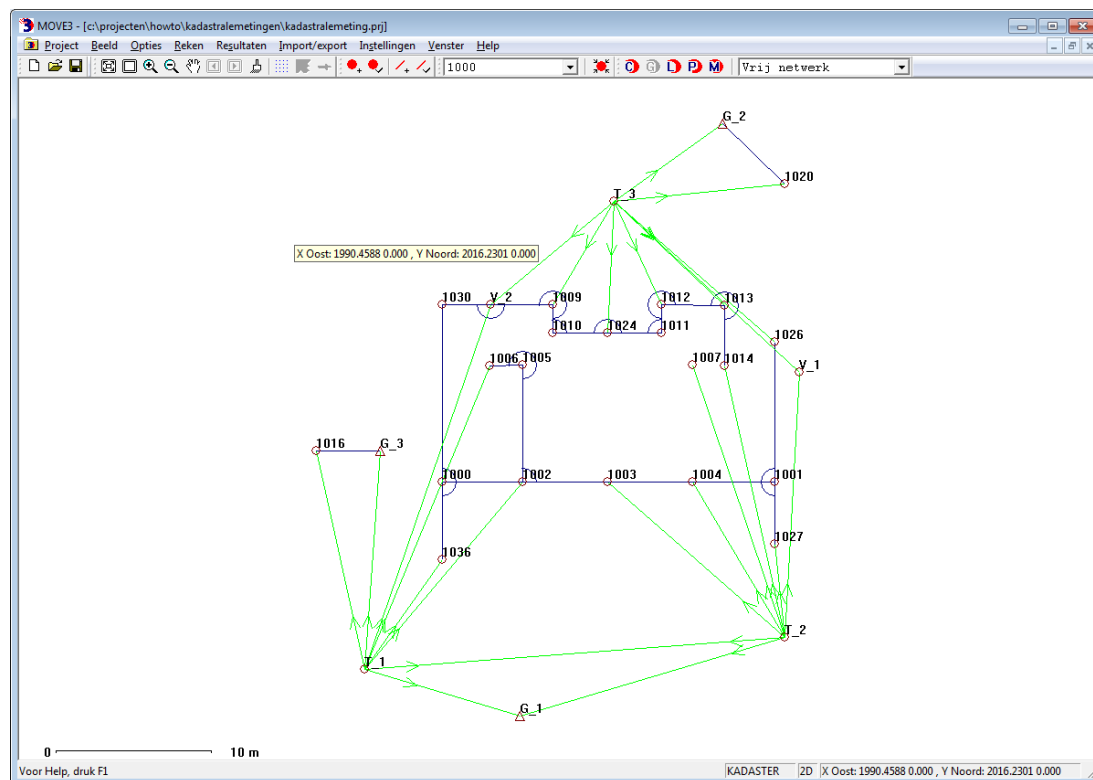 MOVE3 - [c:\projecten\howto\kadastralemetingen\kadastralemeting.prj]
Project Beeld Opties Reken Resultaten Import/export Instellingen Venster Help
1000 C G L P M Vrij netwerk
G_2
1020
T_3
X Oost: 1990.4588 0.000 , Y Noord: 2016.2301 0.000
1030 V_2 1009 1012 1013
1010 1024 1011 1026
1006 1005 1007 1014 V_1
1016 G_3
1000 1002 1003 1004 1001
1027
1036
T_2
T_1
G_1
0 10 m
Voor Help, druk F1 KADASTER 2D X Oost: 1990.4588 0.000 , Y Noord: 2016.2301 0.000